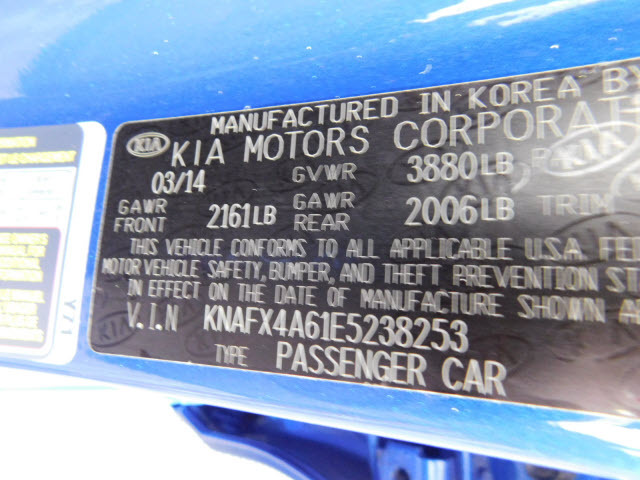 MANUFACTURED IN KOREA BY
KIA KIA MOTORS CORPORAT
03/14 GVWR 3880LB
GAWR FRONT 2161LB GAWR REAR 2006LB TRIM
THIS VEHICLE CONFORMS TO ALL APPLICABLE U.S.A. FED
MOTOR VEHICLE SAFETY, BUMPER, AND THEFT PREVENTION ST
IN EFFECT ON THE DATE OF MANUFACTURE SHOWN A
V.I.N KNAFX4A61E5238253
TYPE PASSENGER CAR
Y71